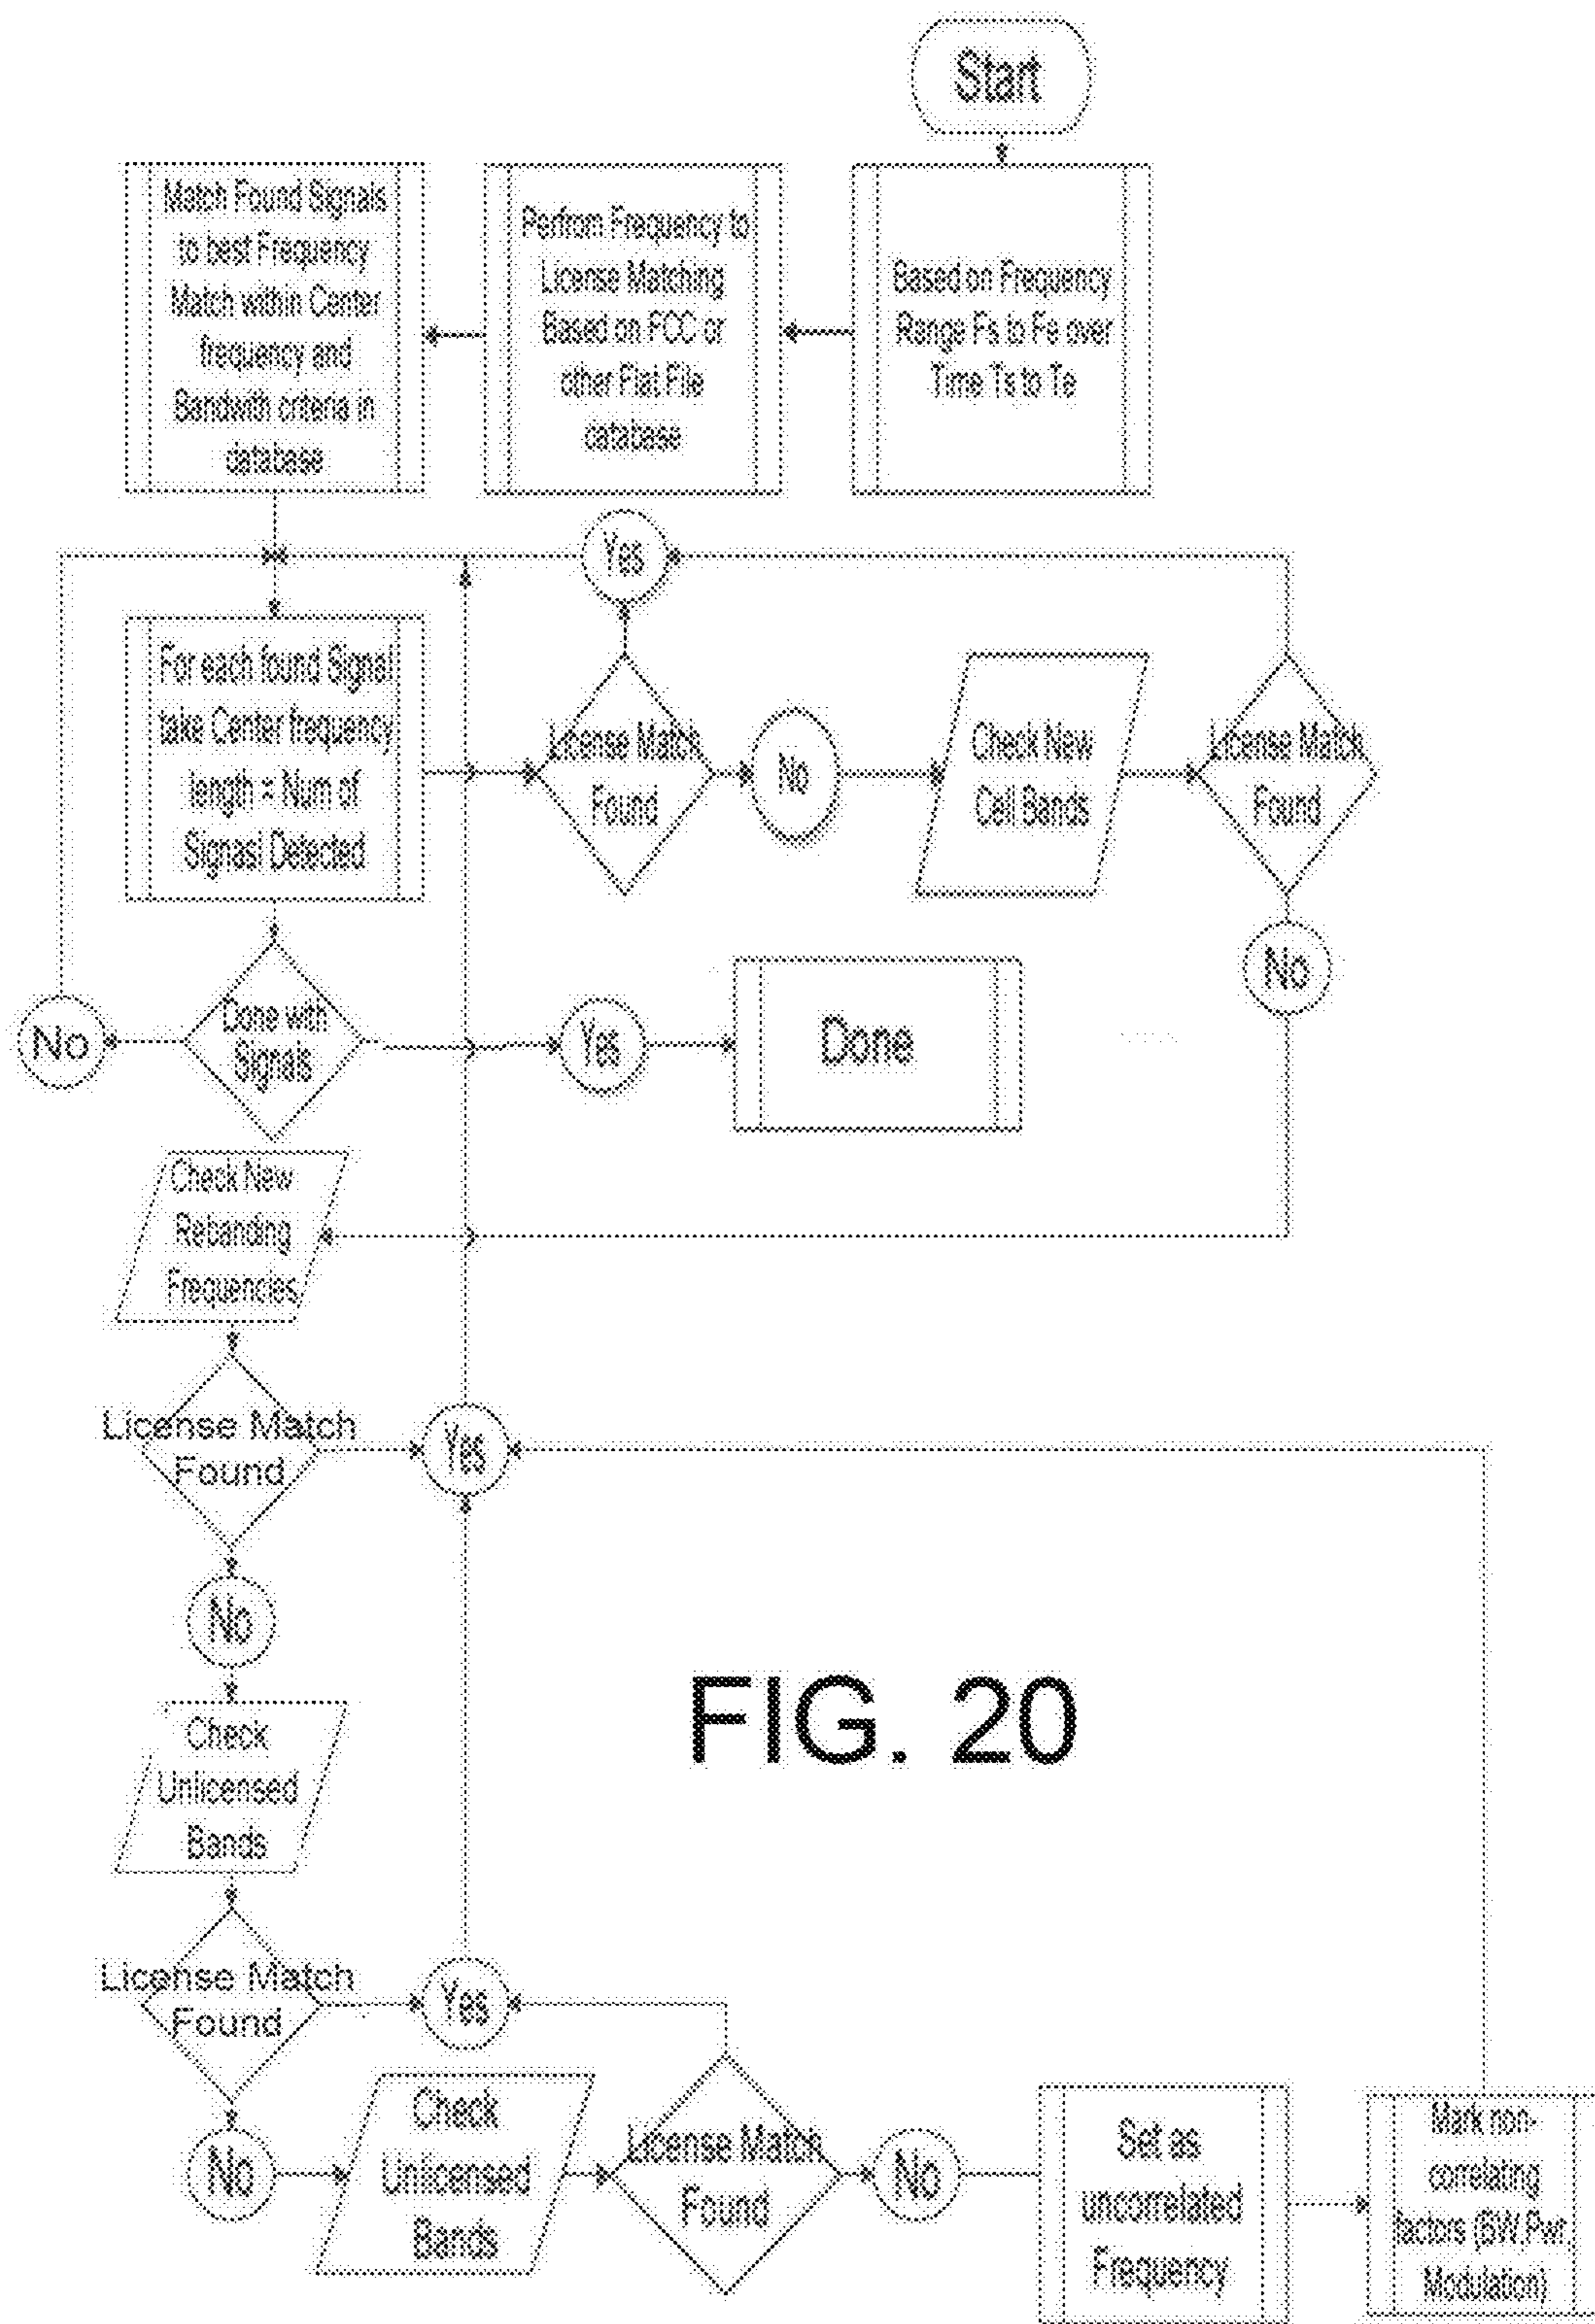 Start
Match Found Signals
to best Frequency
Match within Center
frequency and
Bandwith criteria in
database
Perfrom Frequency to
License Matching
Based on FCC or
other Flat File
database
Based on Frequency
Range Fs to Fe over
Time Ts to Te
Yes
For each found Signal
take Center frequency
length = Num of
Signasl Detected
License Match
Found
No
Check New
Cell Bands
License Match
Found
No
No
Done with
Signals
Yes
Done
Check New
Rebanding
Frequencies
License Match
Found
Yes
No
FIG. 20
Check
Unlicensed
Bands
License Match
Found
Yes
No
Check
Unlicensed
Bands
License Match
Found
No
Set as
uncorrelated
Frequency
Mark non-
correlating
factors (BW,Pwr
Modulation)